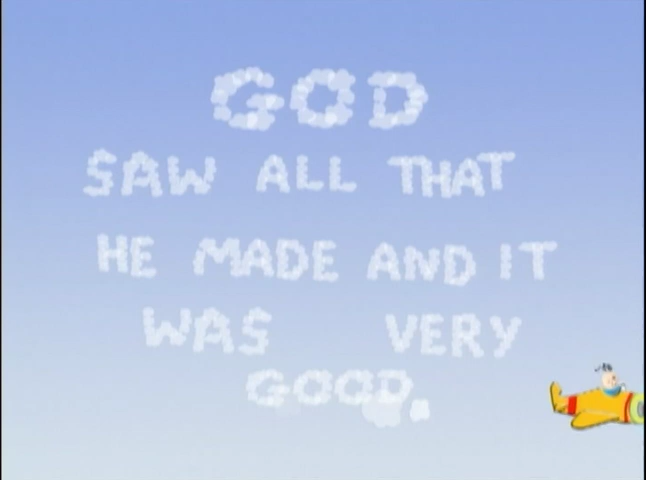 GOD
SAW ALL THAT
HE MADE AND IT
WAS VERY
GOOD.